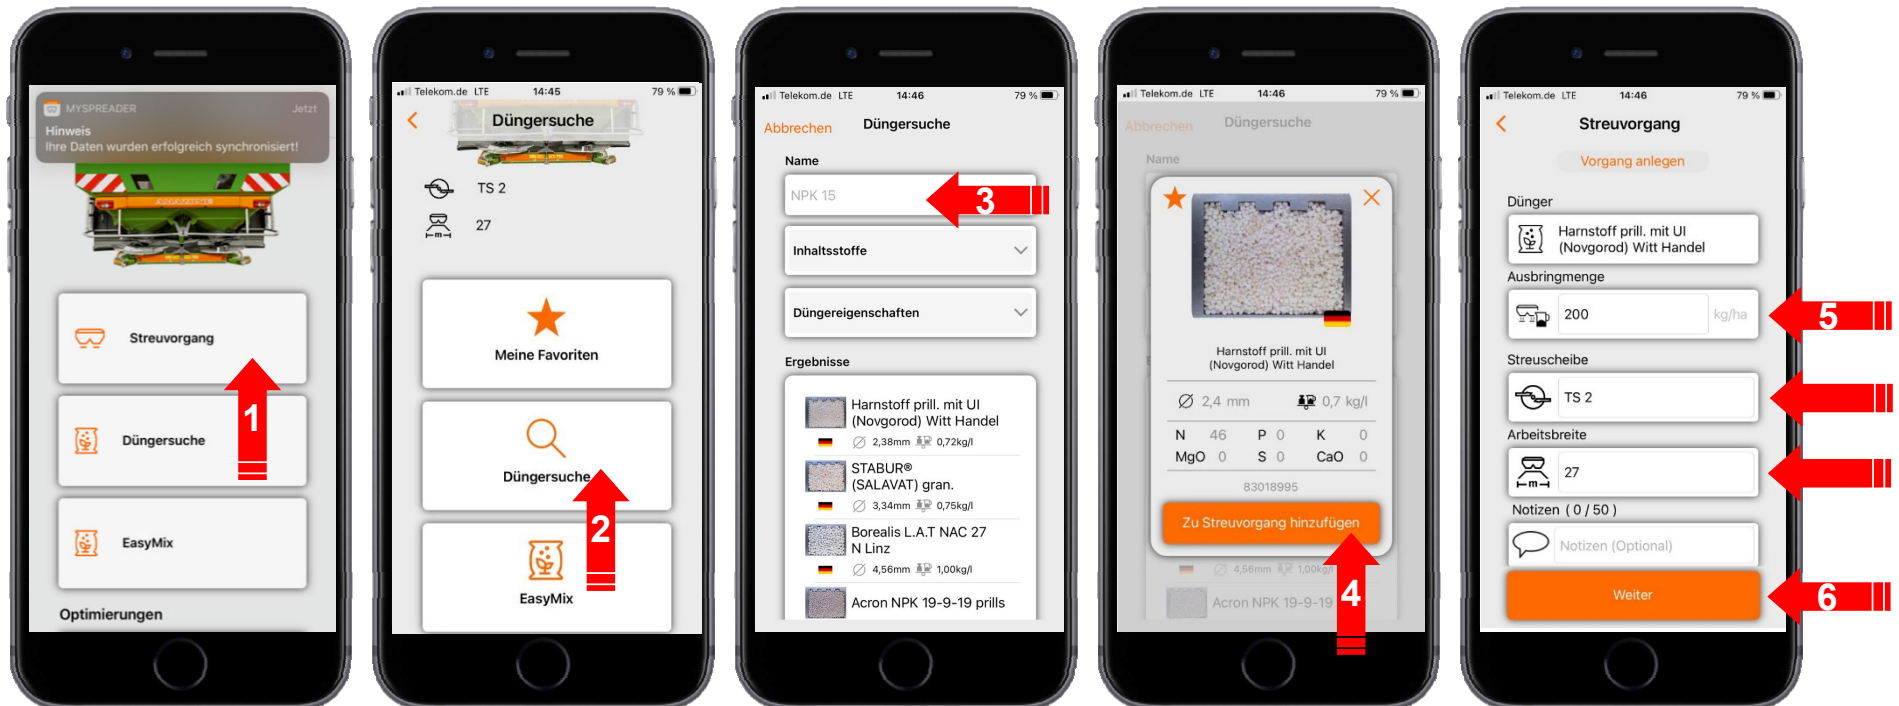 MYSPREADER
Jetzt
Hinweis
Ihre Daten wurden erfolgreich synchronisiert!
AMAZONE
Streuvorgang
1
Düngersuche
EasyMix
Optimierungen
Telekom.de LTE
14:45
79 %
Düngersuche
TS 2
27
Meine Favoriten
Düngersuche
2
EasyMix
Telekom.de LTE
14:46
79 %
Abbrechen
Düngersuche
Name
NPK 15
3
Inhaltsstoffe
Düngereigenschaften
Ergebnisse
Harnstoff prill. mit UI
(Novgorod) Witt Handel
2,38mm 0,72kg/l
STABUR®
(SALAVAT) gran.
3,34mm 0,75kg/l
Borealis L.A.T NAC 27
N Linz
4,56mm 1,00kg/l
Acron NPK 19-9-19 prills
Telekom.de LTE
14:46
79 %
Abbrechen
Düngersuche
Name
Harnstoff prill. mit UI
(Novgorod) Witt Handel
2,4 mm 0,7 kg/l
N 46 P 0 K 0
MgO 0 S 0 CaO 0
83018995
Zu Streuvorgang hinzufügen
4,56mm 1,00kg/l
Acron NPK 19-9-19
4
Telekom.de LTE
14:46
79 %
Streuvorgang
Vorgang anlegen
Dünger
Harnstoff prill. mit UI
(Novgorod) Witt Handel
Ausbringmenge
200 kg/ha
5
Streuscheibe
TS 2
Arbeitsbreite
m
27
Notizen ( 0 / 50 )
Notizen (Optional)
Weiter
6